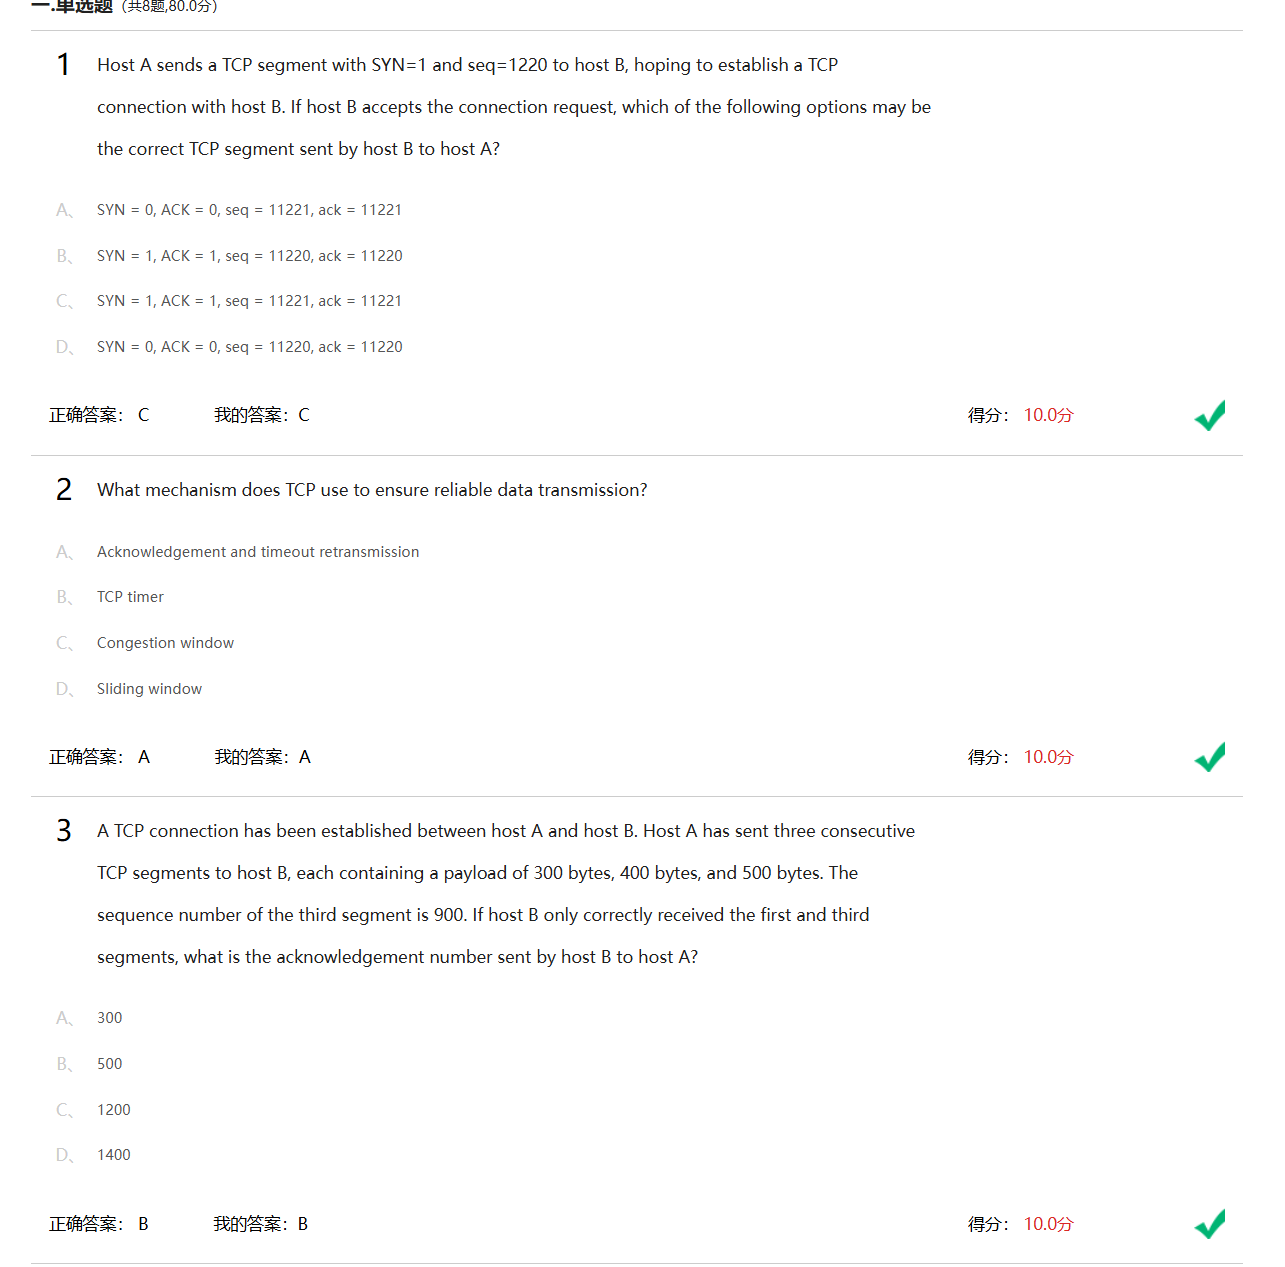 一.单选题（共8题,80.0分）
1 Host A sends a TCP segment with SYN=1 and seq=1220 to host B, hoping to establish a TCP
connection with host B. If host B accepts the connection request, which of the following options may be
the correct TCP segment sent by host B to host A?
A、 SYN = 0, ACK = 0, seq = 11221, ack = 11221
B、 SYN = 1, ACK = 1, seq = 11220, ack = 11220
C、 SYN = 1, ACK = 1, seq = 11221, ack = 11221
D、 SYN = 0, ACK = 0, seq = 11220, ack = 11220
正确答案： C 我的答案：C 得分： 10.0分
2 What mechanism does TCP use to ensure reliable data transmission?
A、 Acknowledgement and timeout retransmission
B、 TCP timer
C、 Congestion window
D、 Sliding window
正确答案： A 我的答案：A 得分： 10.0分
3 A TCP connection has been established between host A and host B. Host A has sent three consecutive
TCP segments to host B, each containing a payload of 300 bytes, 400 bytes, and 500 bytes. The
sequence number of the third segment is 900. If host B only correctly received the first and third
segments, what is the acknowledgement number sent by host B to host A?
A、 300
B、 500
C、 1200
D、 1400
正确答案： B 我的答案：B 得分： 10.0分